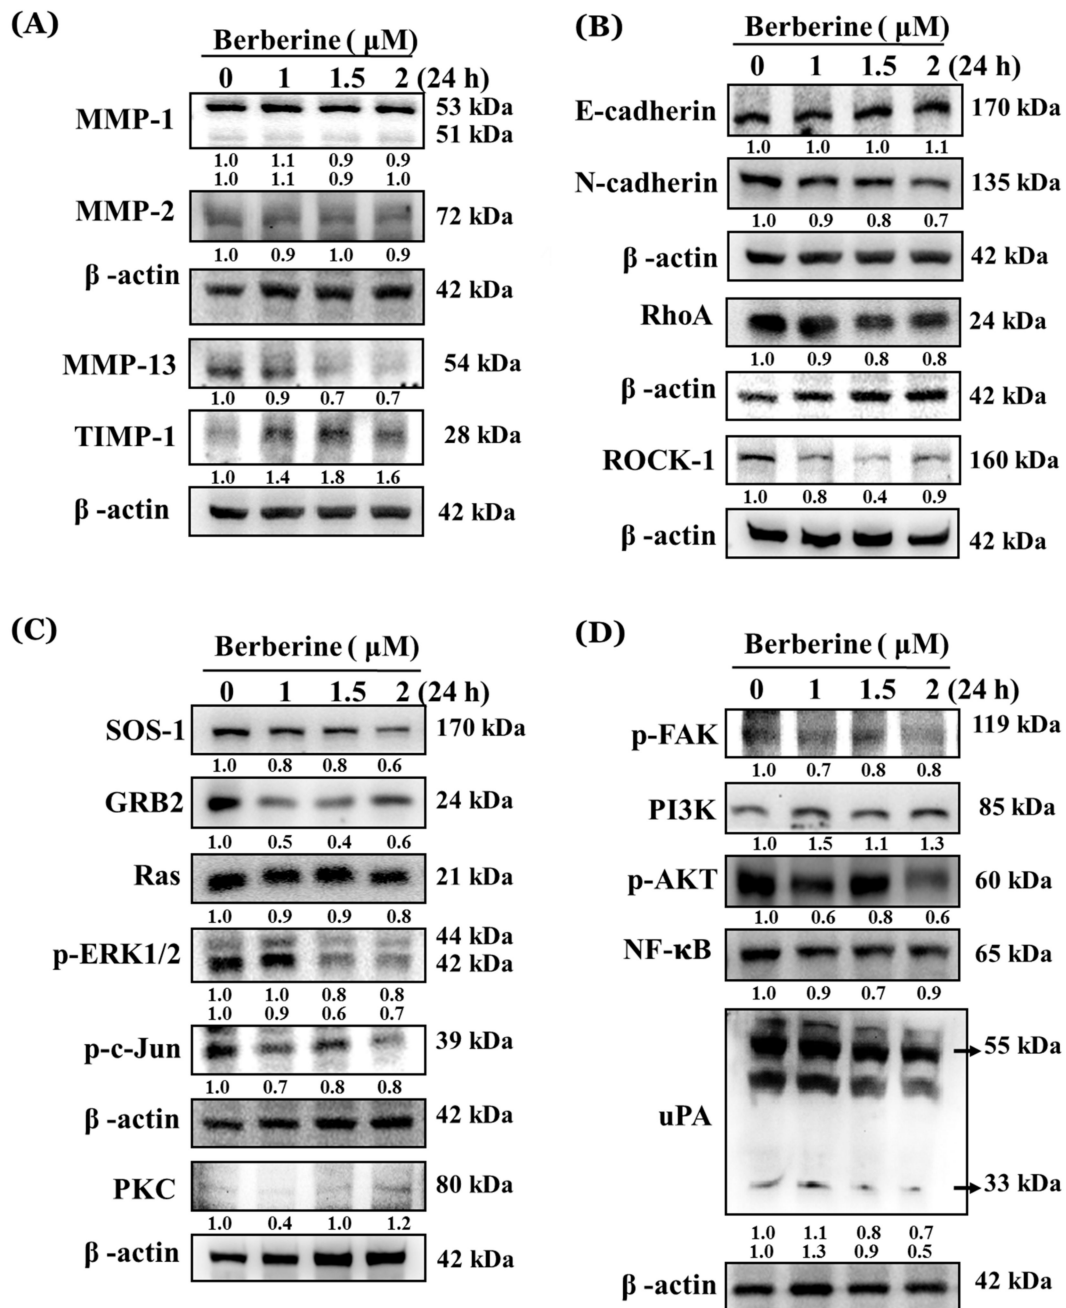 (A)
Berberine ( μM)
0 1 1.5 2 (24 h)
MMP-1 53 kDa
51 kDa
1.0 1.1 0.9 0.9
1.0 1.1 0.9 1.0
MMP-2 72 kDa
1.0 0.9 1.0 0.9
β -actin 42 kDa
MMP-13 54 kDa
1.0 0.9 0.7 0.7
TIMP-1 28 kDa
1.0 1.4 1.8 1.6
β -actin 42 kDa
(B)
Berberine ( μM)
0 1 1.5 2 (24 h)
E-cadherin 170 kDa
1.0 1.0 1.0 1.1
N-cadherin 135 kDa
1.0 0.9 0.8 0.7
β -actin 42 kDa
RhoA 24 kDa
1.0 0.9 0.8 0.8
β -actin 42 kDa
ROCK-1 160 kDa
1.0 0.8 0.4 0.9
β -actin 42 kDa
(C)
Berberine ( μM)
0 1 1.5 2 (24 h)
SOS-1 170 kDa
1.0 0.8 0.8 0.6
GRB2 24 kDa
1.0 0.5 0.4 0.6
Ras 21 kDa
1.0 0.9 0.9 0.8
p-ERK1/2 44 kDa
42 kDa
1.0 1.0 0.8 0.8
1.0 0.9 0.6 0.7
p-c-Jun 39 kDa
1.0 0.7 0.8 0.8
β -actin 42 kDa
PKC 80 kDa
1.0 0.4 1.0 1.2
β -actin 42 kDa
(D)
Berberine ( μM)
0 1 1.5 2 (24 h)
p-FAK 119 kDa
1.0 0.7 0.8 0.8
PI3K 85 kDa
1.0 1.5 1.1 1.3
p-AKT 60 kDa
1.0 0.6 0.8 0.6
NF-κB 65 kDa
1.0 0.9 0.7 0.9
55 kDa
uPA
33 kDa
1.0 1.1 0.8 0.7
1.0 1.3 0.9 0.5
β -actin 42 kDa